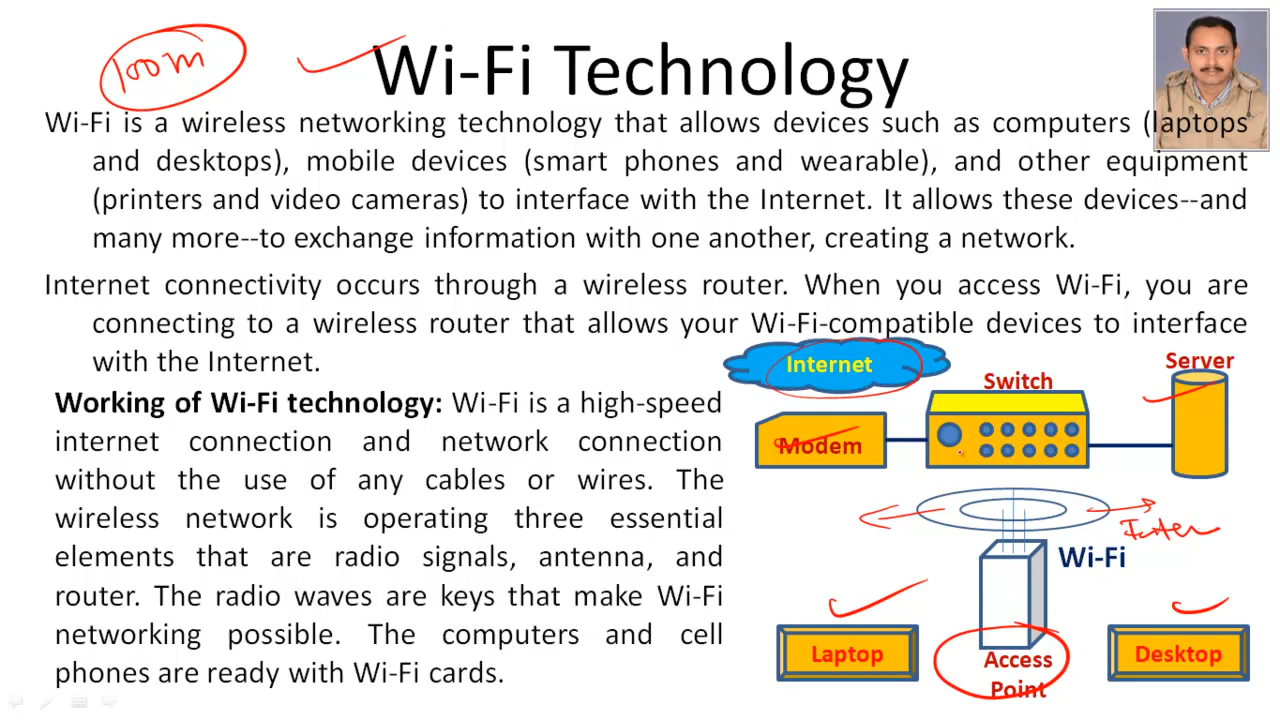 100m
Wi-Fi Technology
Wi-Fi is a wireless networking technology that allows devices such as computers (laptops
and desktops), mobile devices (smart phones and wearable), and other equipment
(printers and video cameras) to interface with the Internet. It allows these devices--and
many more--to exchange information with one another, creating a network.
Internet connectivity occurs through a wireless router. When you access Wi-Fi, you are
connecting to a wireless router that allows your Wi-Fi-compatible devices to interface
with the Internet.
Working of Wi-Fi technology: Wi-Fi is a high-speed
internet connection and network connection
without the use of any cables or wires. The
wireless network is operating three essential
elements that are radio signals, antenna, and
router. The radio waves are keys that make Wi-Fi
networking possible. The computers and cell
phones are ready with Wi-Fi cards.
Internet
Switch
Server
Modem
Wi-Fi
Laptop
Access
Point
Desktop